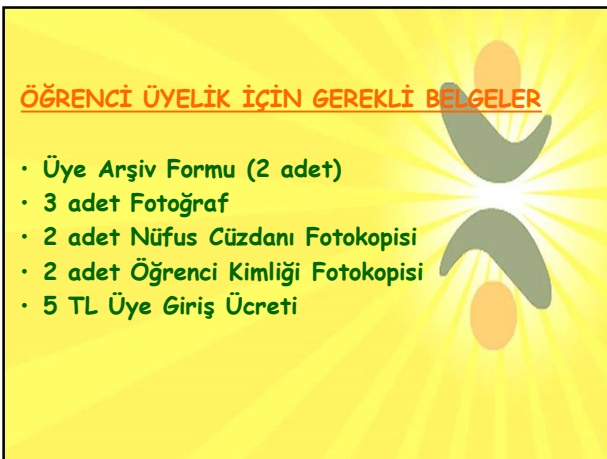 ÖĞRENCİ ÜYELİK İÇİN GEREKLİ BELGELER
• Üye Arşiv Formu (2 adet)
• 3 adet Fotoğraf
• 2 adet Nüfus Cüzdanı Fotokopisi
• 2 adet Öğrenci Kimliği Fotokopisi
• 5 TL Üye Giriş Ücreti